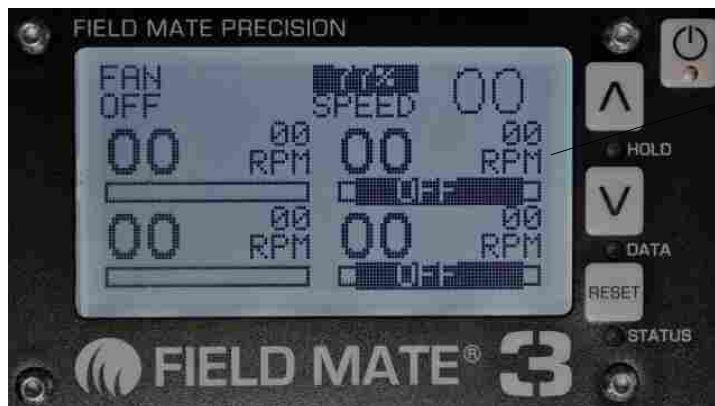 FIELD MATE PRECISION
FAN
OFF
SPEED 00
00 00 RPM
00 00 RPM
OFF
00 00 RPM
00 00 RPM
OFF
HOLD
DATA
RESET
STATUS
FIELD MATE® 3